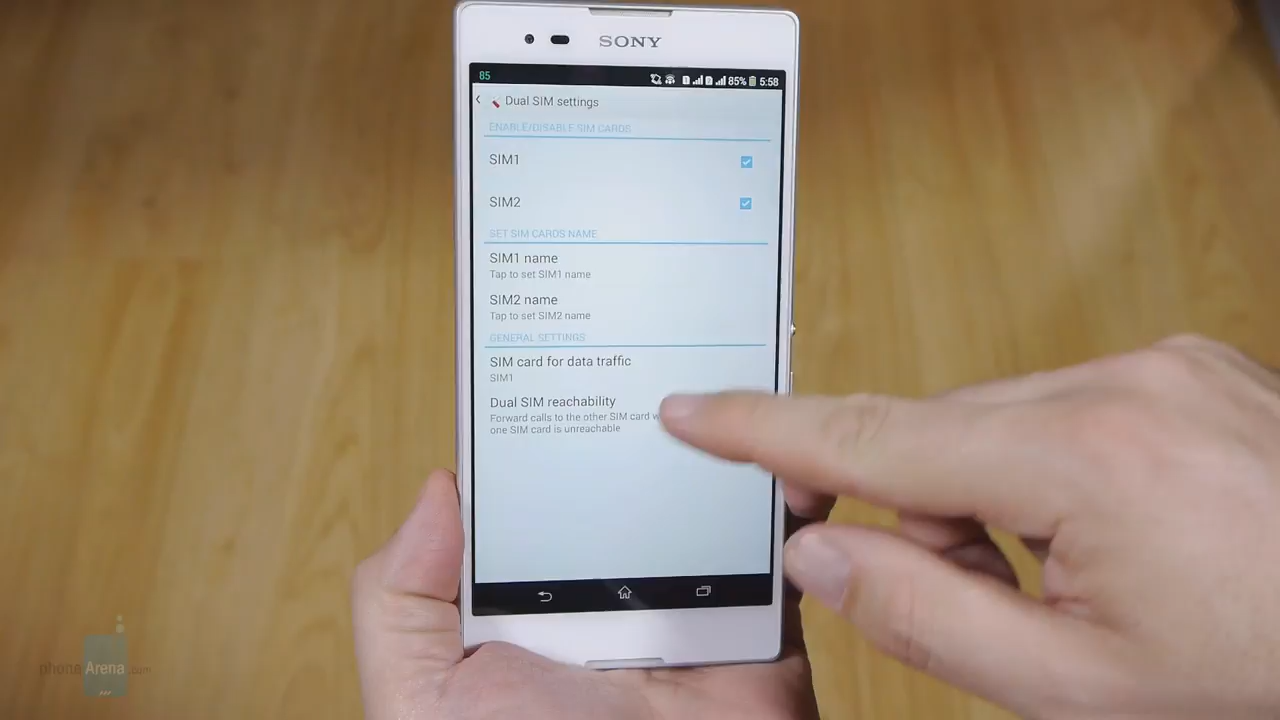 SONY
85
85% 5:58
Dual SIM settings
ENABLE/DISABLE SIM CARDS
SIM1
SIM2
SET SIM CARDS NAME
SIM1 name
Tap to set SIM1 name
SIM2 name
Tap to set SIM2 name
GENERAL SETTINGS
SIM card for data traffic
SIM1
Dual SIM reachability
Forward calls to the other SIM card
one SIM card is unreachable
phoneArena.com